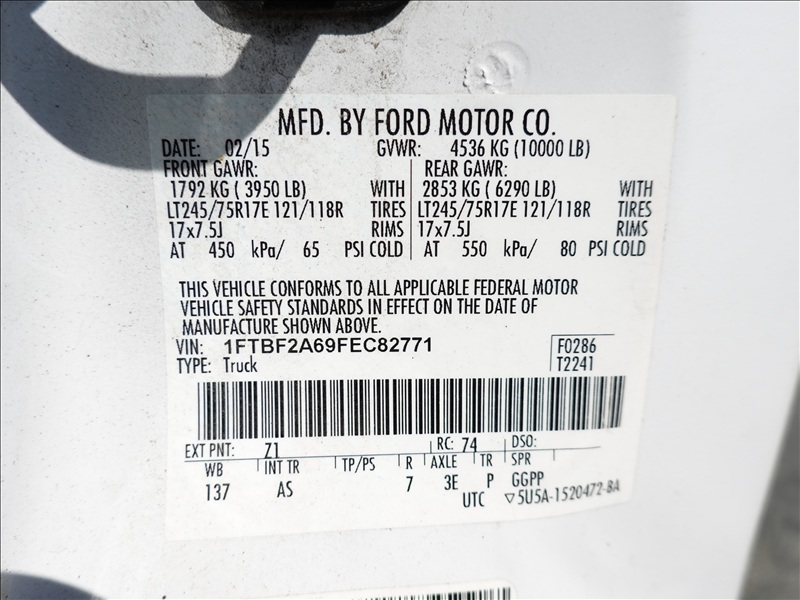 MFD. BY FORD MOTOR CO.
DATE: 02/15 GVWR: 4536 KG (10000 LB)
FRONT GAWR: REAR GAWR:
1792 KG ( 3950 LB) WITH 2853 KG ( 6290 LB) WITH
LT245/75R17E 121/118R TIRES LT245/75R17E 121/118R TIRES
17x7.5J RIMS 17x7.5J RIMS
AT 450 kPa/ 65 PSI COLD AT 550 kPa/ 80 PSI COLD
THIS VEHICLE CONFORMS TO ALL APPLICABLE FEDERAL MOTOR
VEHICLE SAFETY STANDARDS IN EFFECT ON THE DATE OF
MANUFACTURE SHOWN ABOVE.
VIN: 1FTBF2A69FEC82771 F0286
TYPE: Truck T2241
EXT PNT: Z1 RC: 74 DSO:
WB INT TR TP/PS R AXLE TR SPR
137 AS 7 3E P GGPP
UTC ▽5U5A-1520472-BA